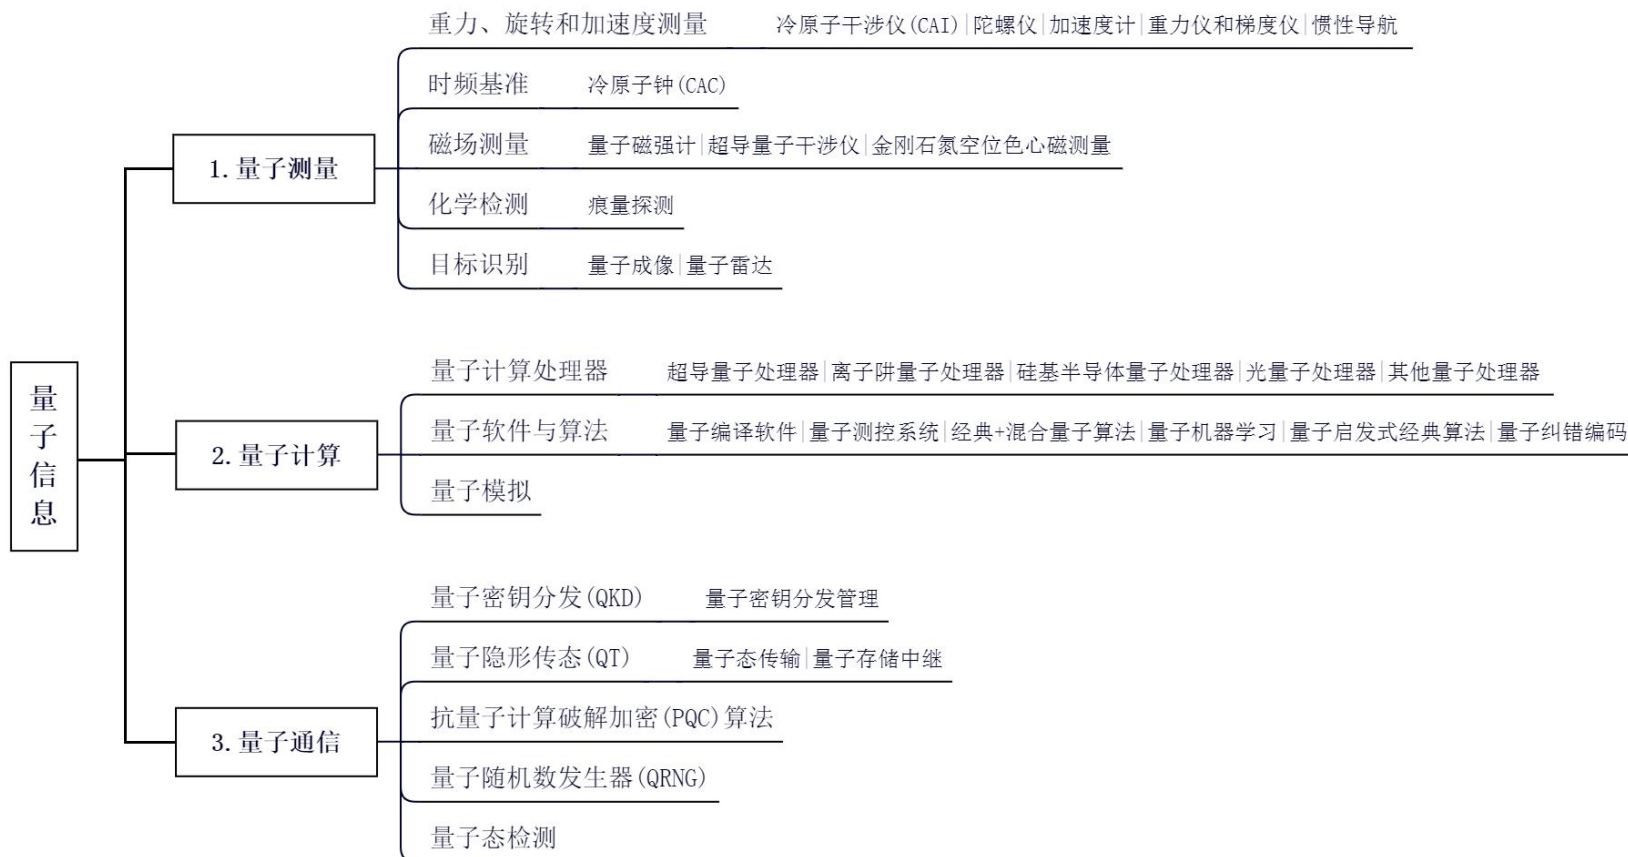 量子信息
1.量子测量
重力、旋转和加速度测量 冷原子干涉仪(CAI)|陀螺仪|加速度计|重力仪和梯度仪|惯性导航
时频基准 冷原子钟(CAC)
磁场测量 量子磁强计|超导量子干涉仪|金刚石氮空位色心磁测量
化学检测 痕量探测
目标识别 量子成像|量子雷达
2.量子计算
量子计算处理器 超导量子处理器|离子阱量子处理器|硅基半导体量子处理器|光量子处理器|其他量子处理器
量子软件与算法 量子编译软件|量子测控系统|经典+混合量子算法|量子机器学习|量子启发式经典算法|量子纠错编码
量子模拟
3.量子通信
量子密钥分发(QKD) 量子密钥分发管理
量子隐形传态(QT) 量子态传输|量子存储中继
抗量子计算破解加密(PQC)算法
量子随机数发生器(QRNG)
量子态检测